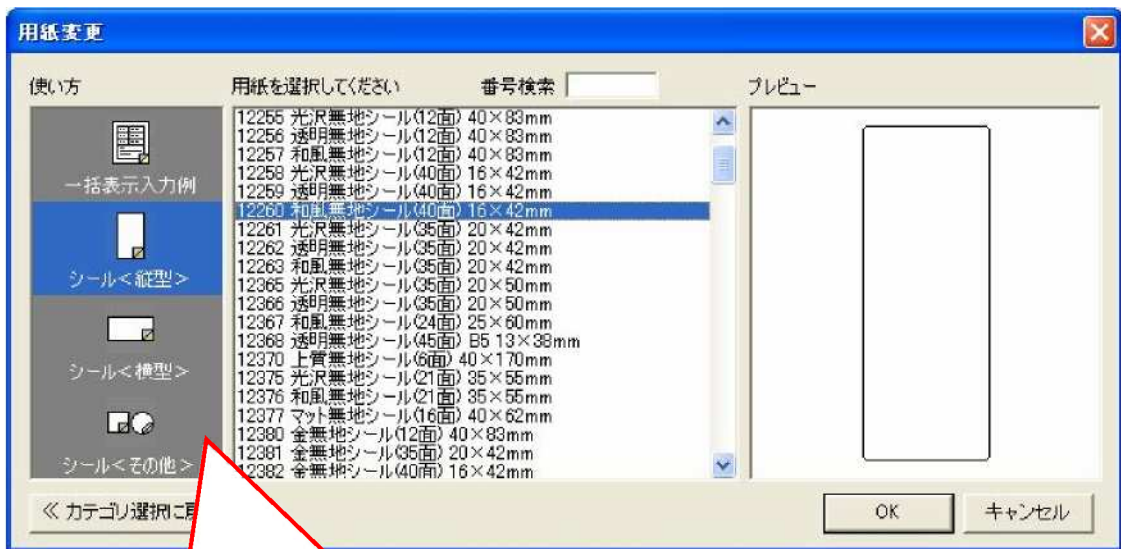 用紙変更
使い方
用紙を選択してください
番号検索
プレビュー
一括表示入力例
シール<縦型>
シール<横型>
シール<その他>
12255 光沢無地シール(12面) 40×83mm
12256 透明無地シール(12面) 40×83mm
12257 和風無地シール(12面) 40×83mm
12258 光沢無地シール(40面) 16×42mm
12259 透明無地シール(40面) 16×42mm
12260 和風無地シール(40面) 16×42mm
12261 光沢無地シール(35面) 20×42mm
12262 透明無地シール(35面) 20×42mm
12263 和風無地シール(35面) 20×42mm
12365 光沢無地シール(35面) 20×50mm
12366 透明無地シール(35面) 20×50mm
12367 和風無地シール(24面) 25×60mm
12368 透明無地シール(45面) B5 13×38mm
12370 上質無地シール(6面) 40×170mm
12375 光沢無地シール(21面) 35×55mm
12376 和風無地シール(21面) 35×55mm
12377 マット無地シール(16面) 40×62mm
12380 金無地シール(12面) 40×83mm
12381 金無地シール(35面) 20×42mm
12382 金無地シール(40面) 16×42mm
≪ カテゴリ選択に
OK
キャンセル